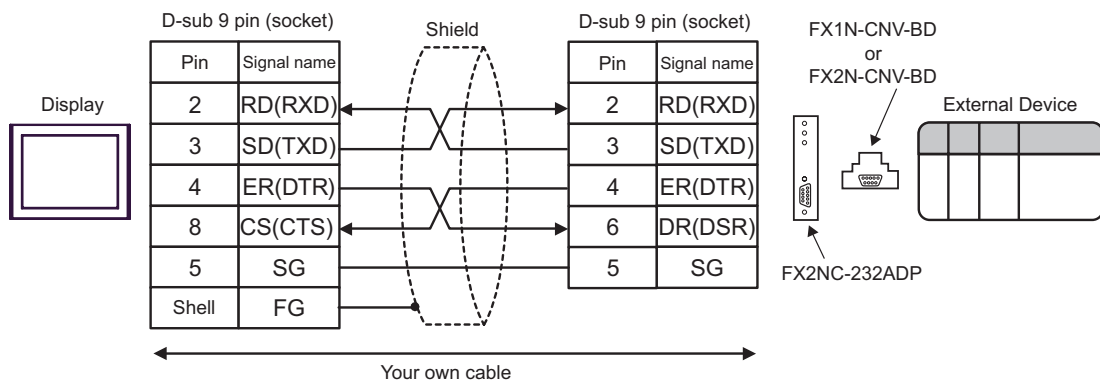 Display
D-sub 9 pin (socket)
Pin Signal name
2 RD(RXD)
3 SD(TXD)
4 ER(DTR)
8 CS(CTS)
5 SG
Shell FG
Shield
D-sub 9 pin (socket)
Pin Signal name
2 RD(RXD)
3 SD(TXD)
4 ER(DTR)
6 DR(DSR)
5 SG
FX1N-CNV-BD
or
FX2N-CNV-BD
External Device
FX2NC-232ADP
Your own cable